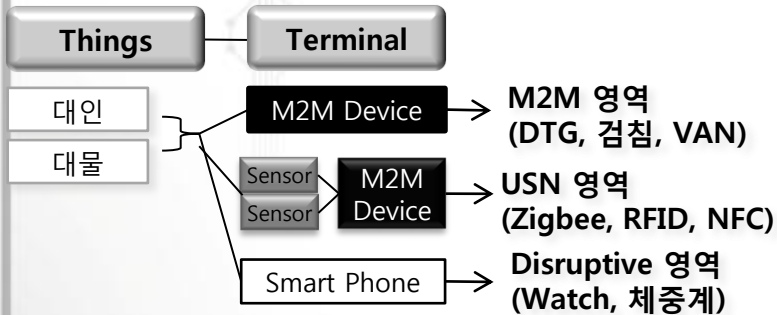 Things
Terminal
대인
대물
M2M Device
M2M 영역
(DTG, 검침, VAN)
Sensor
Sensor
M2M
Device
USN 영역
(Zigbee, RFID, NFC)
Smart Phone
Disruptive 영역
(Watch, 체중계)